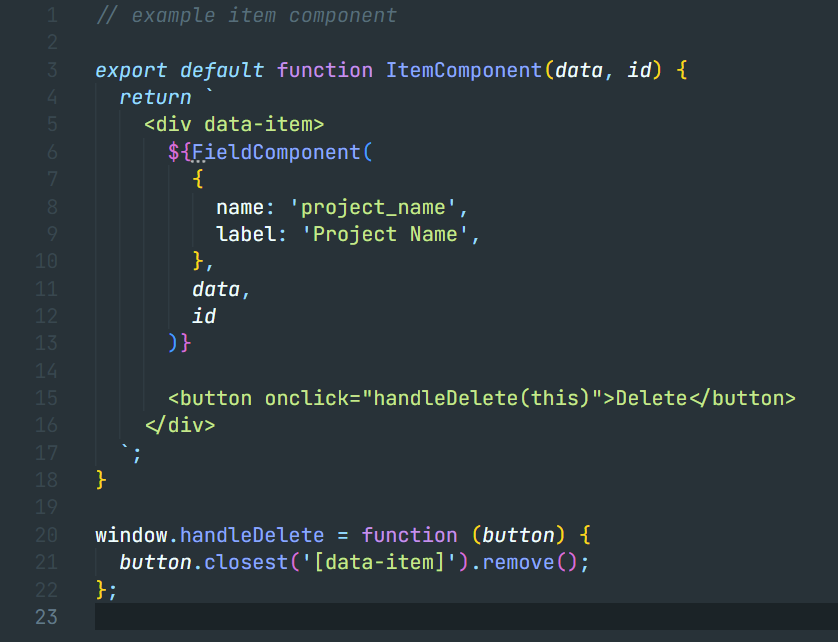 1 // example item component
2
3 export default function ItemComponent(data, id) {
4   return `
5     <div data-item>
6       ${FieldComponent(
7         {
8           name: 'project_name',
9           label: 'Project Name',
10         },
11         data,
12         id
13       )}
14
15       <button onclick="handleDelete(this)">Delete</button>
16     </div>
17   `;
18 }
19
20 window.handleDelete = function (button) {
21   button.closest('[data-item]').remove();
22 };
23